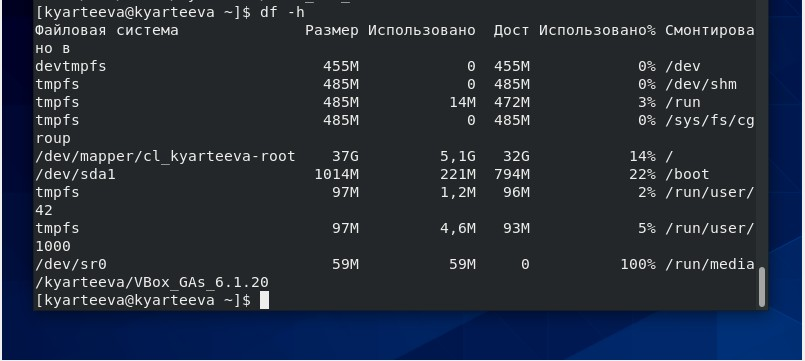 [kyarteeva@kyarteeva ~]$ df -h
Файловая система Размер Использовано Дост Использовано% Смонтирова
но в
devtmpfs 455M 0 455M 0% /dev
tmpfs 485M 0 485M 0% /dev/shm
tmpfs 485M 14M 472M 3% /run
tmpfs 485M 0 485M 0% /sys/fs/cg
roup
/dev/mapper/cl_kyarteeva-root 37G 5,1G 32G 14% /
/dev/sda1 1014M 221M 794M 22% /boot
tmpfs 97M 1,2M 96M 2% /run/user/
42
tmpfs 97M 4,6M 93M 5% /run/user/
1000
/dev/sr0 59M 59M 0 100% /run/media
/kyarteeva/VBox_GAs_6.1.20
[kyarteeva@kyarteeva ~]$